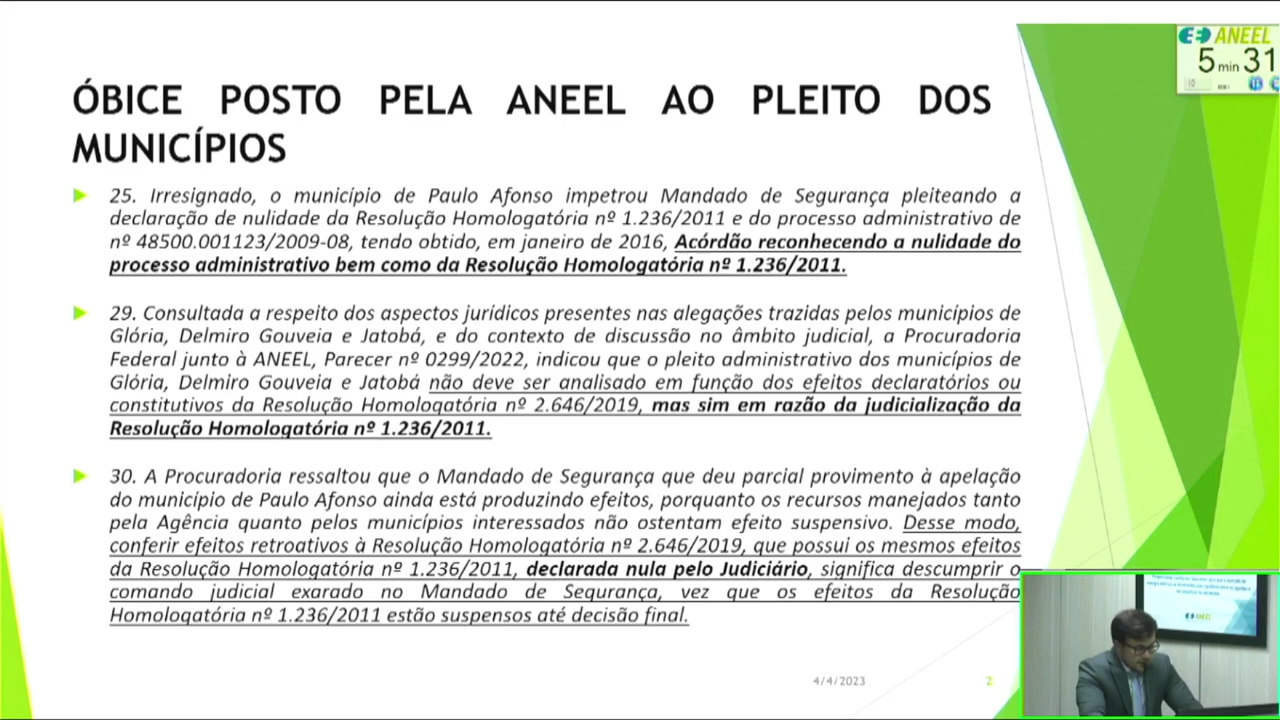 ÓBICE POSTO PELA ANEEL AO PLEITO DOS
MUNICÍPIOS
25. Irresignado, o município de Paulo Afonso impetrou Mandado de Segurança pleiteando a
declaração de nulidade da Resolução Homologatória nº 1.236/2011 e do processo administrativo de
nº 48500.001123/2009-08, tendo obtido, em janeiro de 2016, Acórdão reconhecendo a nulidade do
processo administrativo bem como da Resolução Homologatória nº 1.236/2011.
29. Consultada a respeito dos aspectos jurídicos presentes nas alegações trazidas pelos municípios de
Glória, Delmiro Gouveia e Jatobá, e do contexto de discussão no âmbito judicial, a Procuradoria
Federal junto à ANEEL, Parecer nº 0299/2022, indicou que o pleito administrativo dos municípios de
Glória, Delmiro Gouveia e Jatobá não deve ser analisado em função dos efeitos declaratórios ou
constitutivos da Resolução Homologatória nº 2.646/2019, mas sim em razão da judicialização da
Resolução Homologatória nº 1.236/2011.
30. A Procuradoria ressaltou que o Mandado de Segurança que deu parcial provimento à apelação
do município de Paulo Afonso ainda está produzindo efeitos, porquanto os recursos manejados tanto
pela Agência quanto pelos municípios interessados não ostentam efeito suspensivo. Desse modo,
conferir efeitos retroativos à Resolução Homologatória nº 2.646/2019, que possui os mesmos efeitos
da Resolução Homologatória nº 1.236/2011, declarada nula pelo Judiciário, significa descumprir o
comando judicial exarado no Mandado de Segurança, vez que os efeitos da Resolução
Homologatória nº 1.236/2011 estão suspensos até decisão final.
4/4/2023
2
ANEEL
5 min 31
10
ANEEL